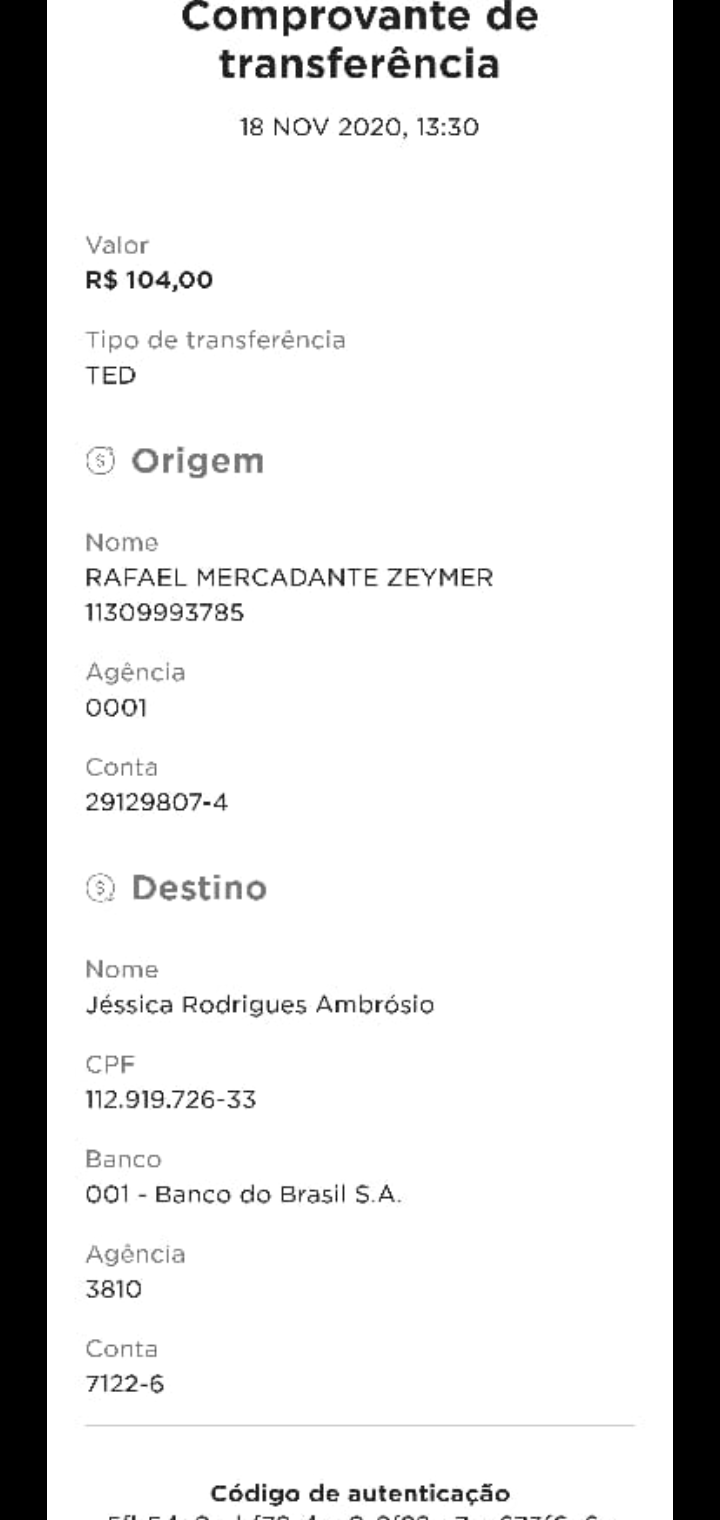 Comprovante de
transferência
18 NOV 2020, 13:30
Valor
R$ 104,00
Tipo de transferência
TED
Origem
Nome
RAFAEL MERCADANTE ZEYMER
11309993785
Agência
0001
Conta
29129807-4
Destino
Nome
Jéssica Rodrigues Ambrósio
CPF
112.919.726-33
Banco
001 - Banco do Brasil S.A.
Agência
3810
Conta
7122-6
Código de autenticação